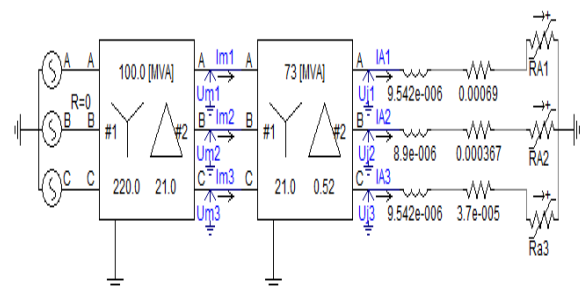 A A 100.0 [MVA] A Im1 A 73 [MVA] A IA1 RA1
Um1 Uj1 9.542e-006 0.00069
R=0
B B #1 #2 B Im2 B #1 #2 B IA2 RA2
Um2 Uj2 8.9e-006 0.000367
C C 220.0 21.0 C Im3 C 21.0 0.52 C IA3
Um3 Uj3 9.542e-006 3.7e-005
Ra3